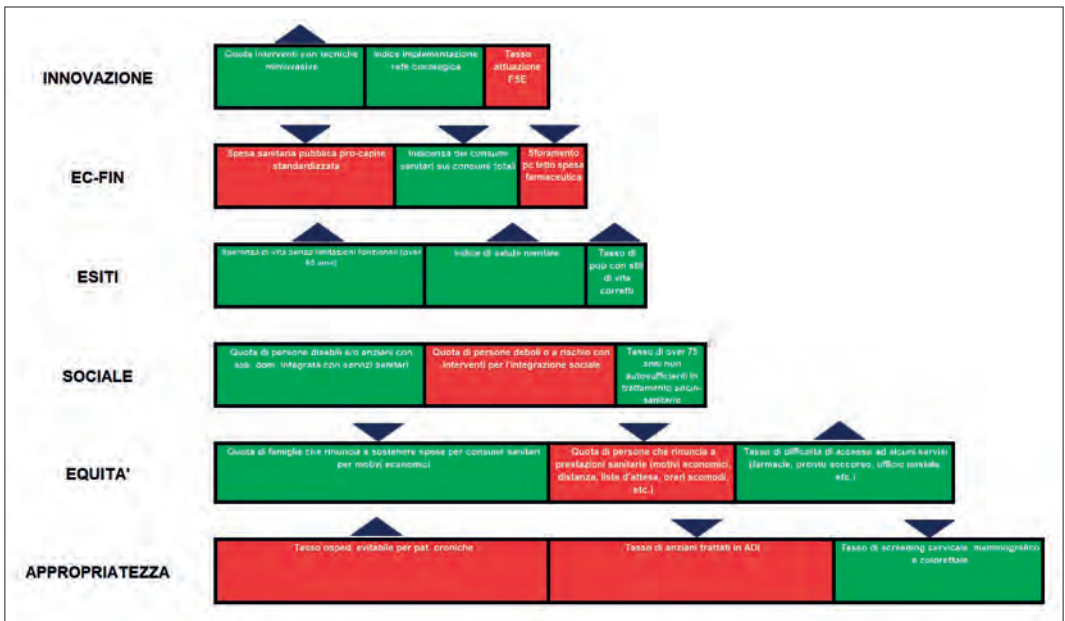 INNOVAZIONE
Quota interventi con tecniche
mininvasive
Indice implementazione
rete oncologica
Tasso
attuazione
FSE
EC-FIN
Spesa sanitaria pubblica pro-capite
standardizzata
Incidenza dei consumi
sanitari sui consumi totali
Sforamento
pc tetto spesa
farmaceutica
ESITI
Speranza di vita senza limitazioni funzionali (over
65 anni)
Indice di salute mentale
Tasso di
pop con stili
di vita
corretti
SOCIALE
Quota di persone disabili e/o anziani con
ass. dom. integrata con servizi sanitari
Quota di persone deboli o a rischio con
interventi per l'integrazione sociale
Tasso di over 75
anni non
autosufficienti in
trattamento socio-
sanitario
EQUITA'
Quota di famiglie che rinuncia a sostenere spese per consumi sanitari
per motivi economici
Quota di persone che rinuncia a
prestazioni sanitarie (motivi economici,
distanza, liste d'attesa, orari scomodi,
etc.)
Tasso di difficoltà di accesso ad alcuni servizi
(farmacie, pronto soccorso, ufficio postale,
etc.)
APPROPRIATEZZA
Tasso osped. evitabile per pat. croniche
Tasso di anziani trattati in ADI
Tasso di screening cervicale, mammografico
e colorettale